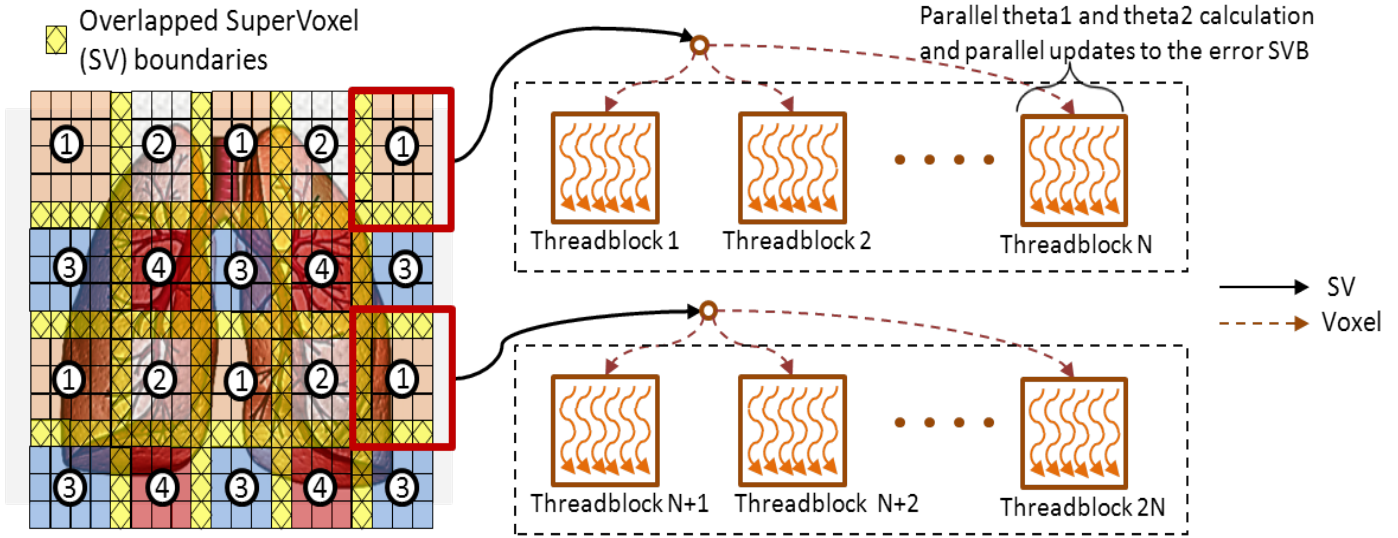 Overlapped SuperVoxel
(SV) boundaries
Parallel theta1 and theta2 calculation
and parallel updates to the error SVB
1 2 1 2 1
3 4 3 4 3
1 2 1 2 1
3 4 3 4 3
Threadblock 1
Threadblock 2
Threadblock N
SV
Voxel
Threadblock N+1
Threadblock N+2
Threadblock 2N